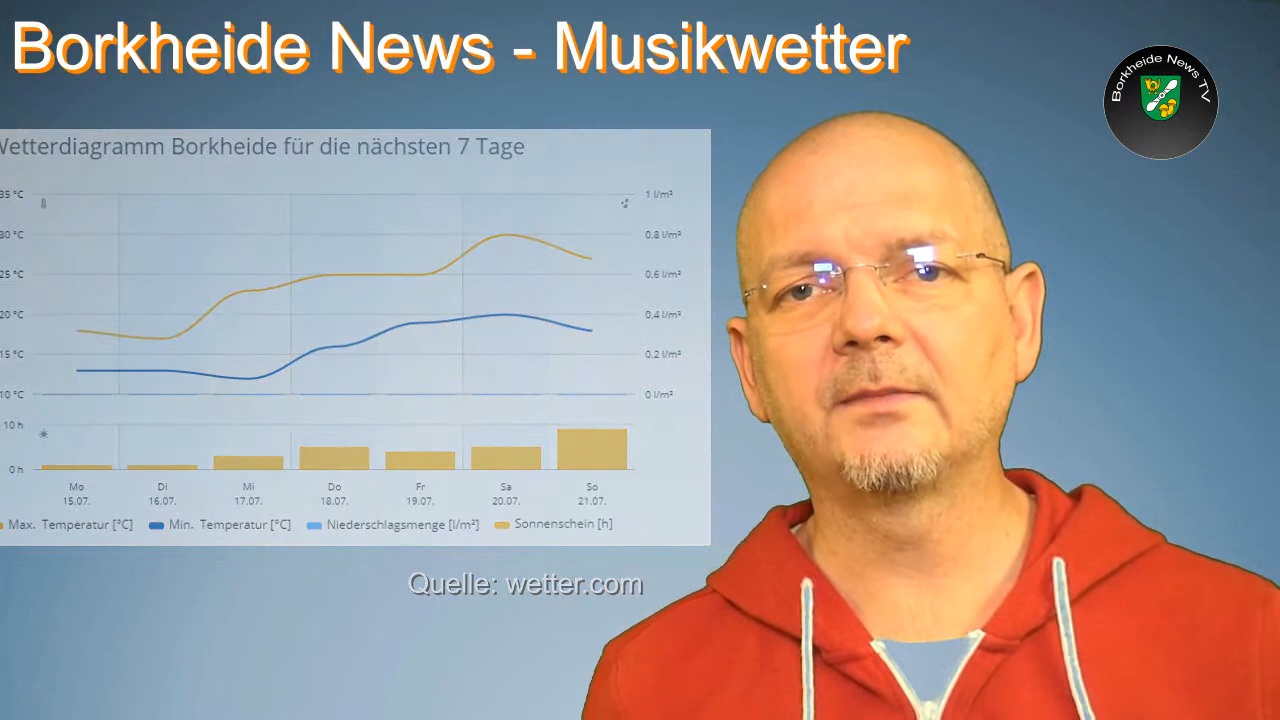 Borkheide News - Musikwetter
Borkheide News TV
Wetterdiagramm Borkheide für die nächsten 7 Tage
35 °C
1 l/m²
30 °C
0,8 l/m²
25 °C
0,6 l/m²
20 °C
0,4 l/m²
15 °C
0,2 l/m²
10 °C
0 l/m²
10 h
0 h
Mo Di Mi Do Fr Sa So
15.07. 16.07. 17.07. 18.07. 19.07. 20.07. 21.07.
Max. Temperatur [°C] Min. Temperatur [°C] Niederschlagsmenge [l/m²] Sonnenschein [h]
Quelle: wetter.com